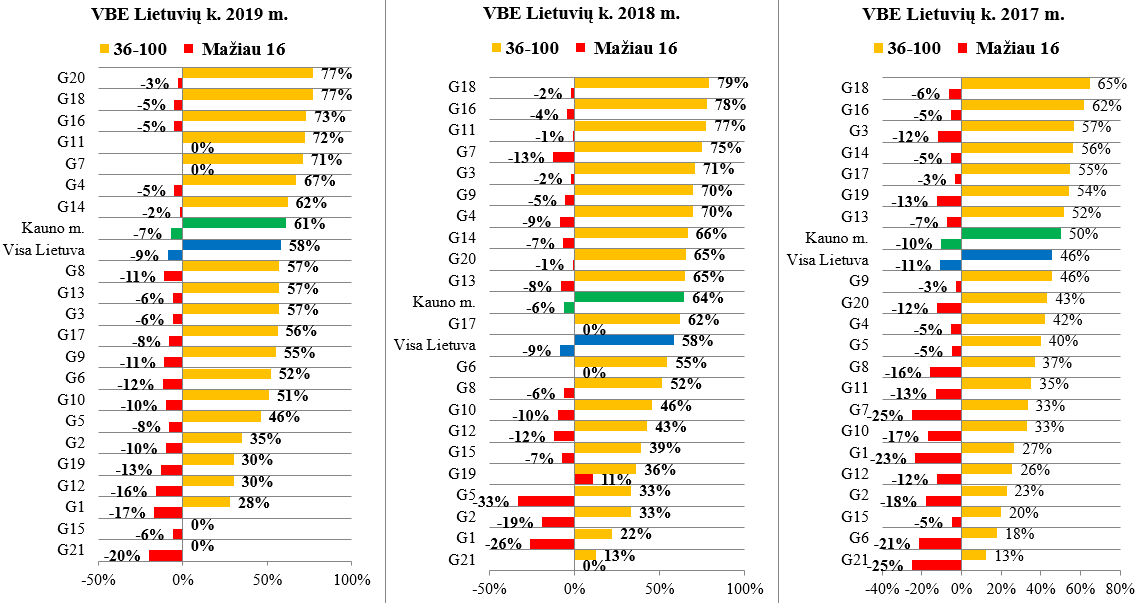 VBE Lietuvių k. 2019 m.
36-100 Mažiau 16
G20 -3% 77%
G18 -5% 77%
G16 -5% 73%
G11 0% 72%
G7 0% 71%
G4 -5% 67%
G14 -2% 62%
Kauno m. -7% 61%
Visa Lietuva -9% 58%
G8 -11% 57%
G13 -6% 57%
G3 -6% 57%
G17 -8% 56%
G9 -11% 55%
G6 -12% 52%
G10 -10% 51%
G5 -8% 46%
G2 -10% 35%
G19 -13% 30%
G12 -16% 30%
G1 -17% 28%
G15 -6% 0%
G21 -20% 0%
-50% 0% 50% 100%
VBE Lietuvių k. 2018 m.
36-100 Mažiau 16
G18 -2% 79%
G16 -4% 78%
G11 -1% 77%
G7 -13% 75%
G3 -2% 71%
G9 -5% 70%
G4 -9% 70%
G14 -7% 66%
G20 -1% 65%
G13 -8% 65%
Kauno m. -6% 64%
G17 0% 62%
Visa Lietuva -9% 58%
G6 0% 55%
G8 -6% 52%
G10 -10% 46%
G12 -12% 43%
G15 -7% 39%
G19 11% 36%
G5 -33% 33%
G2 -19% 33%
G1 -26% 22%
G21 0% 13%
-50% 0% 50% 100%
VBE Lietuvių k. 2017 m.
36-100 Mažiau 16
G18 -6% 65%
G16 -5% 62%
G3 -12% 57%
G14 -5% 56%
G17 -3% 55%
G19 -13% 54%
G13 -7% 52%
Kauno m. -10% 50%
Visa Lietuva -11% 46%
G9 -3% 46%
G20 -12% 43%
G4 -5% 42%
G5 -5% 40%
G8 -16% 37%
G11 -13% 35%
G7 -25% 33%
G10 -17% 33%
G1 -23% 27%
G12 -12% 26%
G2 -18% 23%
G15 -5% 20%
G6 -21% 18%
G21 -25% 13%
-40% -20% 0% 20% 40% 60% 80%